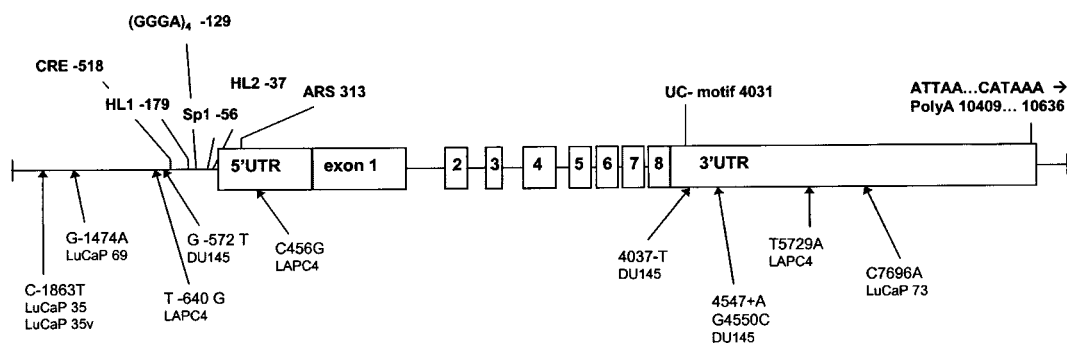 (GGGA)4 -129
CRE -518
HL2 -37
HL1 -179
Sp1 -56
ARS 313
UC- motif 4031
ATTAA...CATAAA →
PolyA 10409... 10636
5'UTR
exon 1
2
3
4
5
6
7
8
3'UTR
G-1474A
LuCaP 69
G -572 T
DU145
C456G
LAPC4
4037-T
DU145
T5729A
LAPC4
C7696A
LuCaP 73
C-1863T
LuCaP 35
LuCaP 35v
T -640 G
LAPC4
4547+A
G4550C
DU145